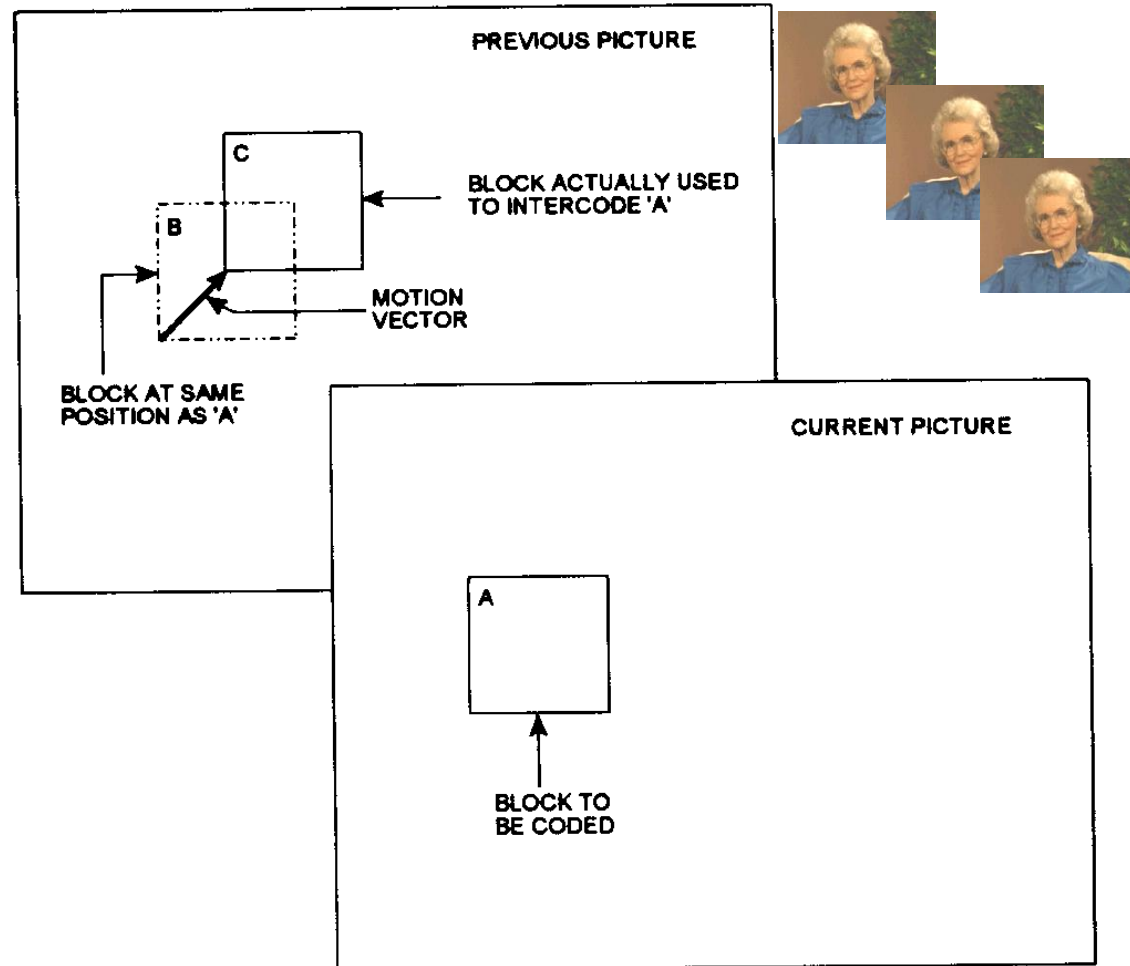 PREVIOUS PICTURE
C
BLOCK ACTUALLY USED
TO INTERCODE 'A'
B
MOTION
VECTOR
BLOCK AT SAME
POSITION AS 'A'
CURRENT PICTURE
A
BLOCK TO
BE CODED